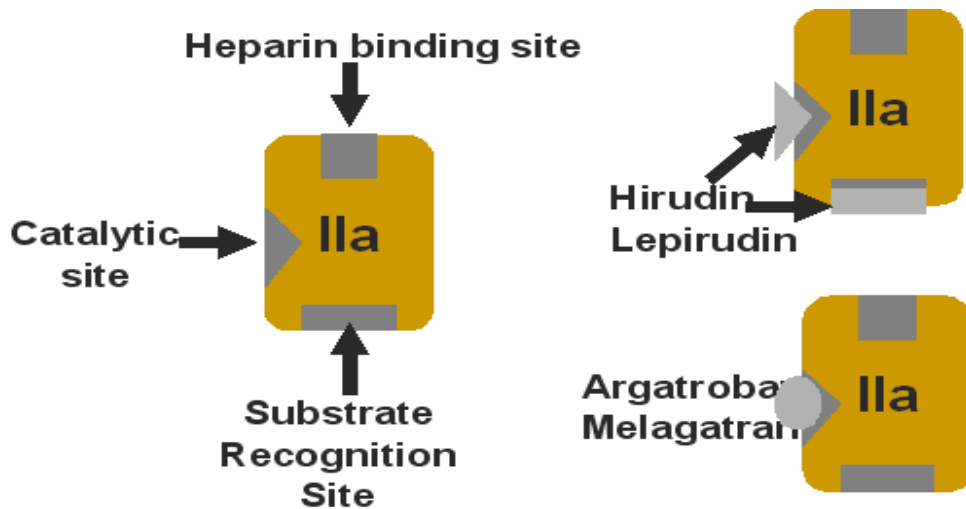 Heparin binding site
Catalytic
site
IIa
Substrate
Recognition
Site
IIa
Hirudin
Lepirudin
Argatroba
Melagatran
IIa